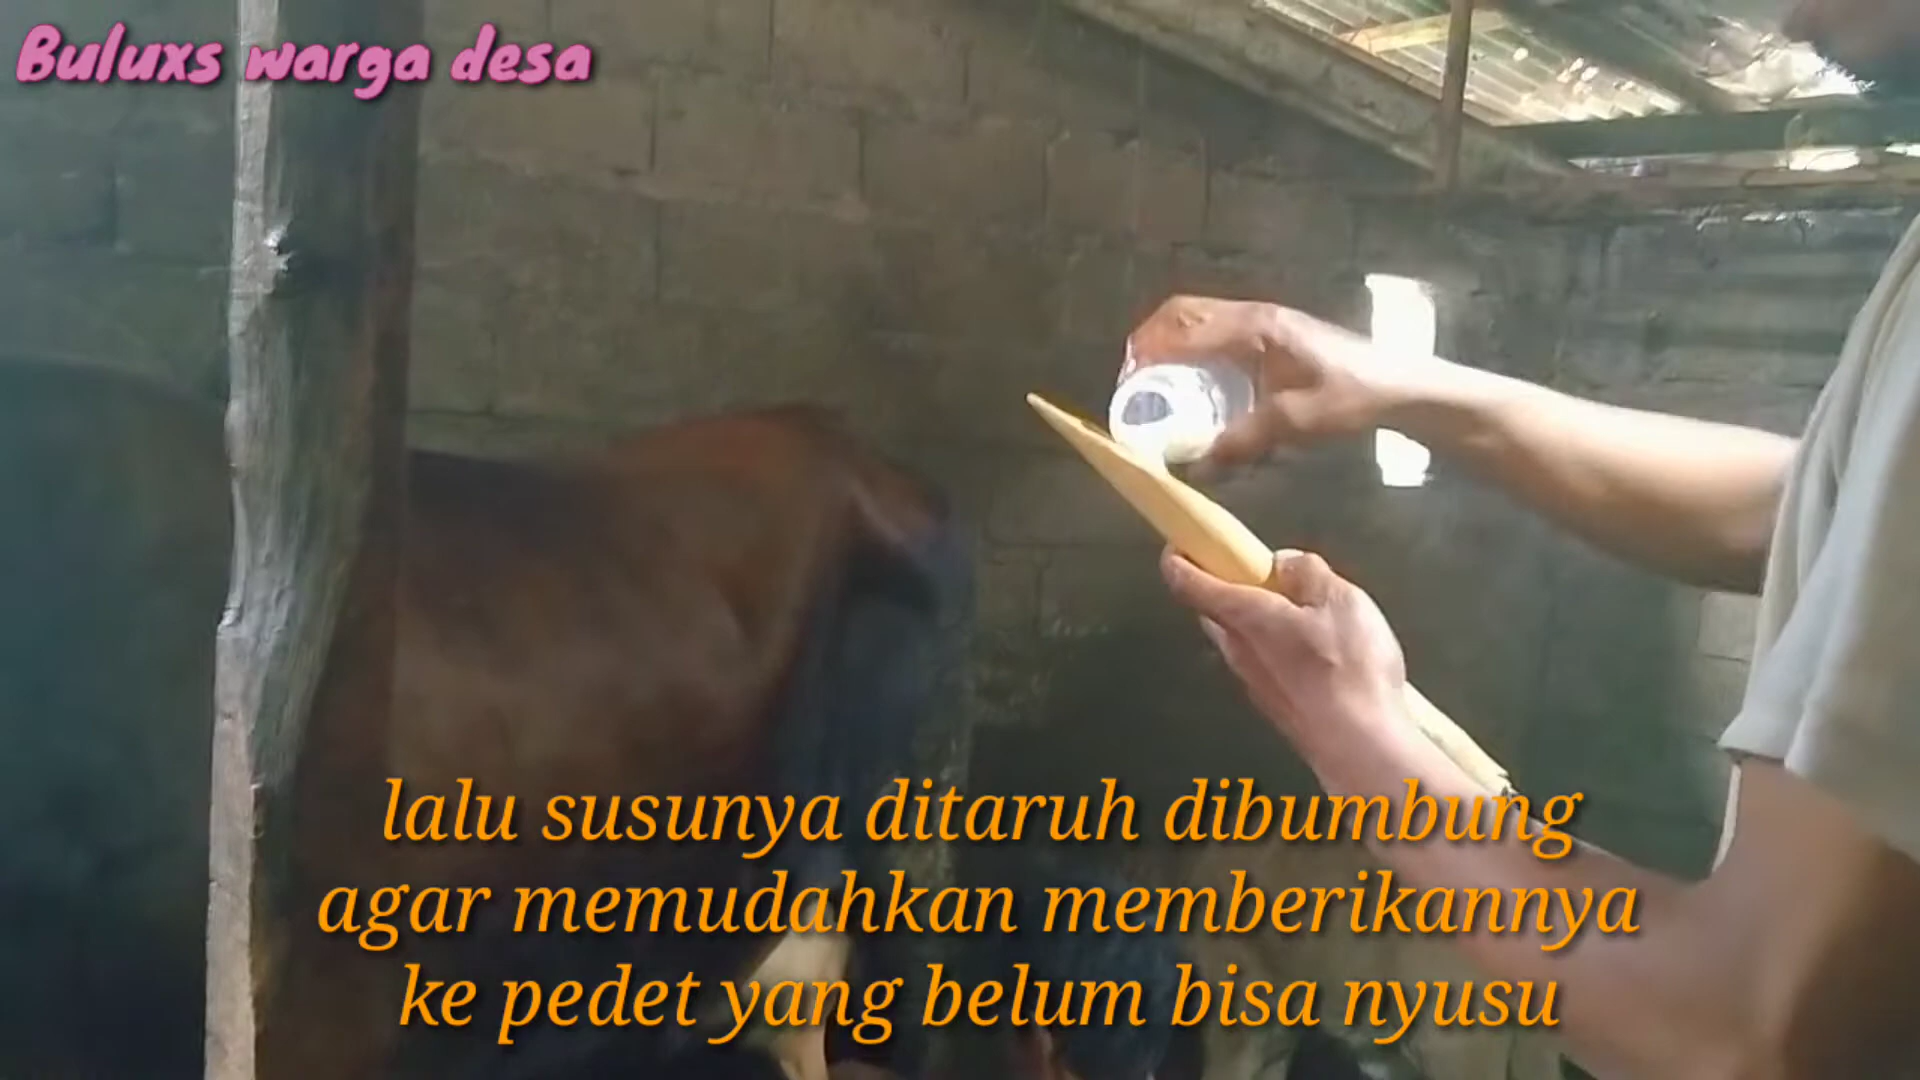 Buluxs warga desa
lalu susunya ditaruh dibumbung
agar memudahkan memberikannya
ke pedet yang belum bisa nyusu